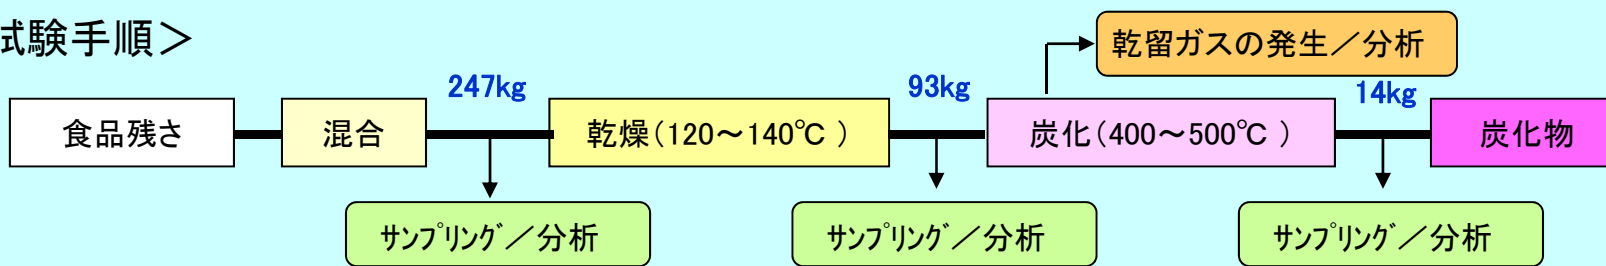 試験手順＞
乾留ガスの発生／分析
247kg
93kg
14kg
食品残さ
混合
乾燥（120～140℃ ）
炭化（400～500℃ ）
炭化物
ｻﾝﾌﾟﾘﾝｸﾞ／分析
ｻﾝﾌﾟﾘﾝｸﾞ／分析
ｻﾝﾌﾟﾘﾝｸﾞ／分析